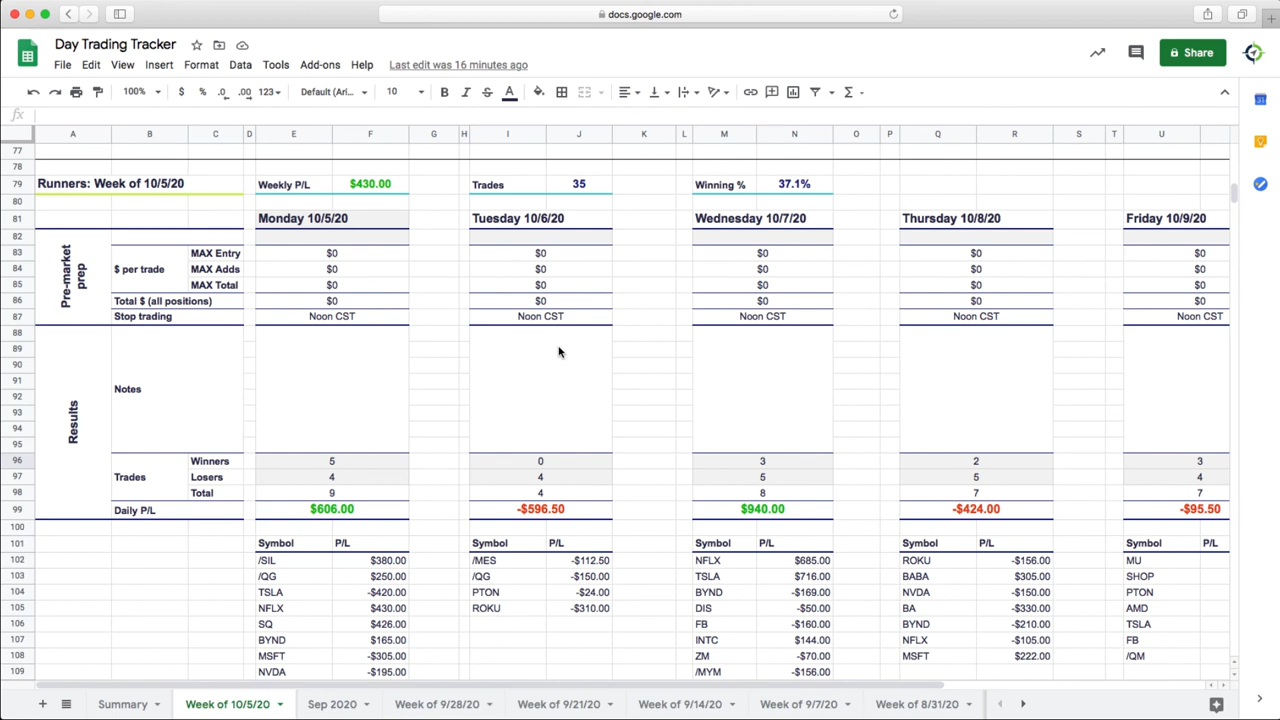 docs.google.com
Day Trading Tracker
Share
File Edit View Insert Format Data Tools Add-ons Help Last edit was 16 minutes ago
100% $ % .0 .00 123 Default (Ari... 10 B I S A Σ
fx
A B C D E F G H I J K L M N O P Q R S T U
77
78
79 Runners: Week of 10/5/20 Weekly P/L $430.00 Trades 35 Winning % 37.1%
80
81 Monday 10/5/20 Tuesday 10/6/20 Wednesday 10/7/20 Thursday 10/8/20 Friday 10/9/20
82
83 MAX Entry $0 $0 $0 $0 $0
84 Pre-market prep $ per trade MAX Adds $0 $0 $0 $0 $0
85 MAX Total $0 $0 $0 $0 $0
86 Total $ (all positions) $0 $0 $0 $0 $0
87 Stop trading Noon CST Noon CST Noon CST Noon CST Noon CST
88
89
90
91 Notes
92
93 Results
94
95
96 Winners 5 0 3 2 3
97 Trades Losers 4 4 5 5 4
98 Total 9 4 8 7 7
99 Daily P/L $606.00 -$596.50 $940.00 -$424.00 -$95.50
100
101 Symbol P/L Symbol P/L Symbol P/L Symbol P/L Symbol P/L
102 /SIL $380.00 /MES -$112.50 NFLX $685.00 ROKU -$156.00 MU
103 /QG $250.00 /QG -$150.00 TSLA $716.00 BABA $305.00 SHOP
104 TSLA -$420.00 PTON -$24.00 BYND -$169.00 NVDA -$150.00 PTON
105 NFLX $430.00 ROKU -$310.00 DIS -$50.00 BA -$330.00 AMD
106 SQ $426.00 FB -$160.00 BYND -$210.00 TSLA
107 BYND $165.00 INTC $144.00 NFLX -$105.00 FB
108 MSFT -$305.00 ZM -$70.00 MSFT $222.00 /QM
109 NVDA -$195.00 /MYM -$156.00
Summary Week of 10/5/20 Sep 2020 Week of 9/28/20 Week of 9/21/20 Week of 9/14/20 Week of 9/7/20 Week of 8/31/20